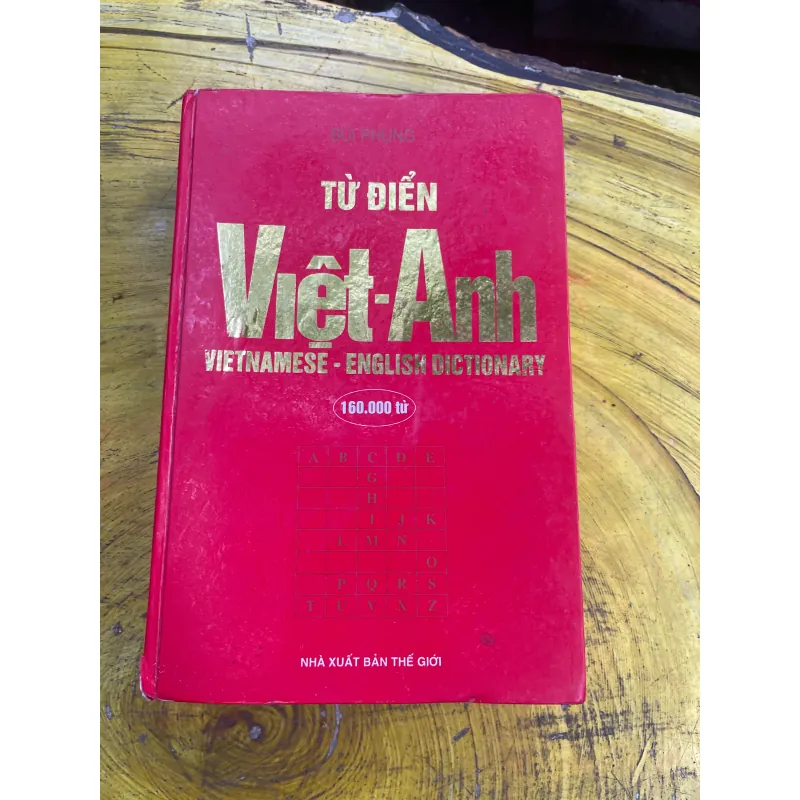 BÙI PHỤNG
TỪ ĐIỂN
Việt-Anh
VIETNAMESE - ENGLISH DICTIONARY
160.000 từ
A B C D E
G
H
I J K
L M N
O
P Q R S
T U V X Z
NHÀ XUẤT BẢN THẾ GIỚI